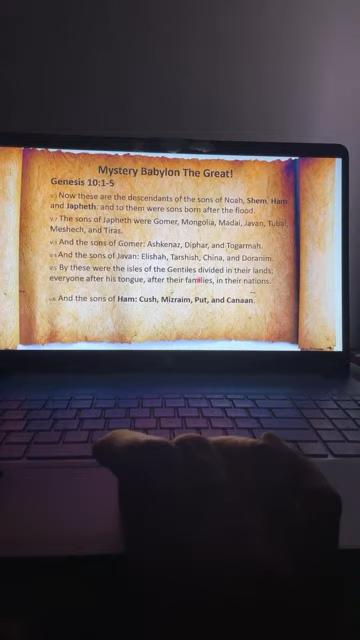 Mystery Babylon The Great!
Genesis 10:1-5
Now these are the descendants of the sons of Noah, Shem, Ham
and Japheth: and to them were sons born after the flood.
The sons of Japheth were Gomer, Mongolia, Madai, Javan, Tubal,
Meshech, and Tiras.
And the sons of Gomer: Ashkenaz, Diphar, and Togarmah.
And the sons of Javan: Elishah, Tarshish, China, and Doranim.
By these were the isles of the Gentiles divided in their lands;
everyone after his tongue, after their families, in their nations.
And the sons of Ham: Cush, Mizraim, Put, and Canaan.